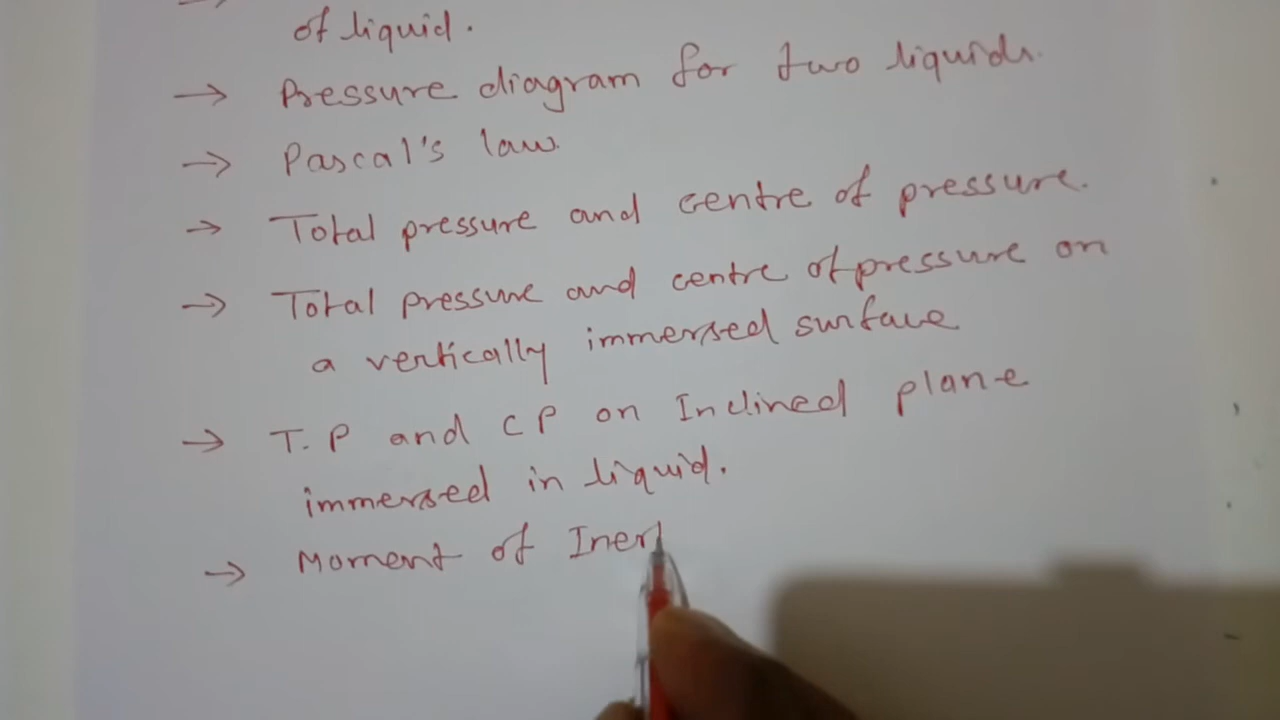 of liquid.
→ Pressure diagram for two liquids.
→ Pascal's law.
→ Total pressure and centre of pressure.
→ Total pressure and centre of pressure on
a vertically immersed surface
→ T.P and CP on Inclined plane
immersed in liquid.
→ Moment of Inert